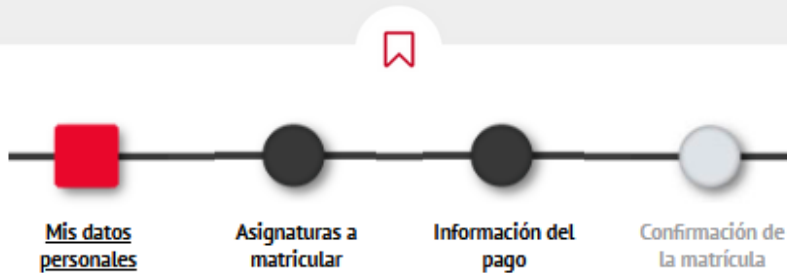 Mis datos
personales
Asignaturas a
matricular
Información del
pago
Confirmación de
la matrícula